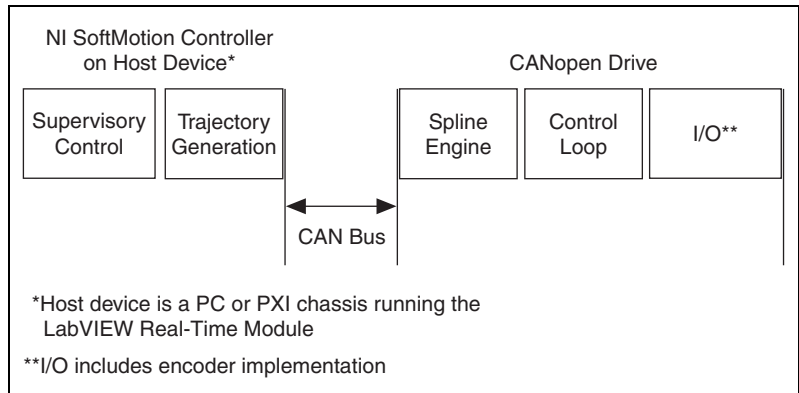 NI SoftMotion Controller
on Host Device*
CANopen Drive
Supervisory
Control
Trajectory
Generation
Spline
Engine
Control
Loop
I/O**
CAN Bus
*Host device is a PC or PXI chassis running the
LabVIEW Real-Time Module
**I/O includes encoder implementation